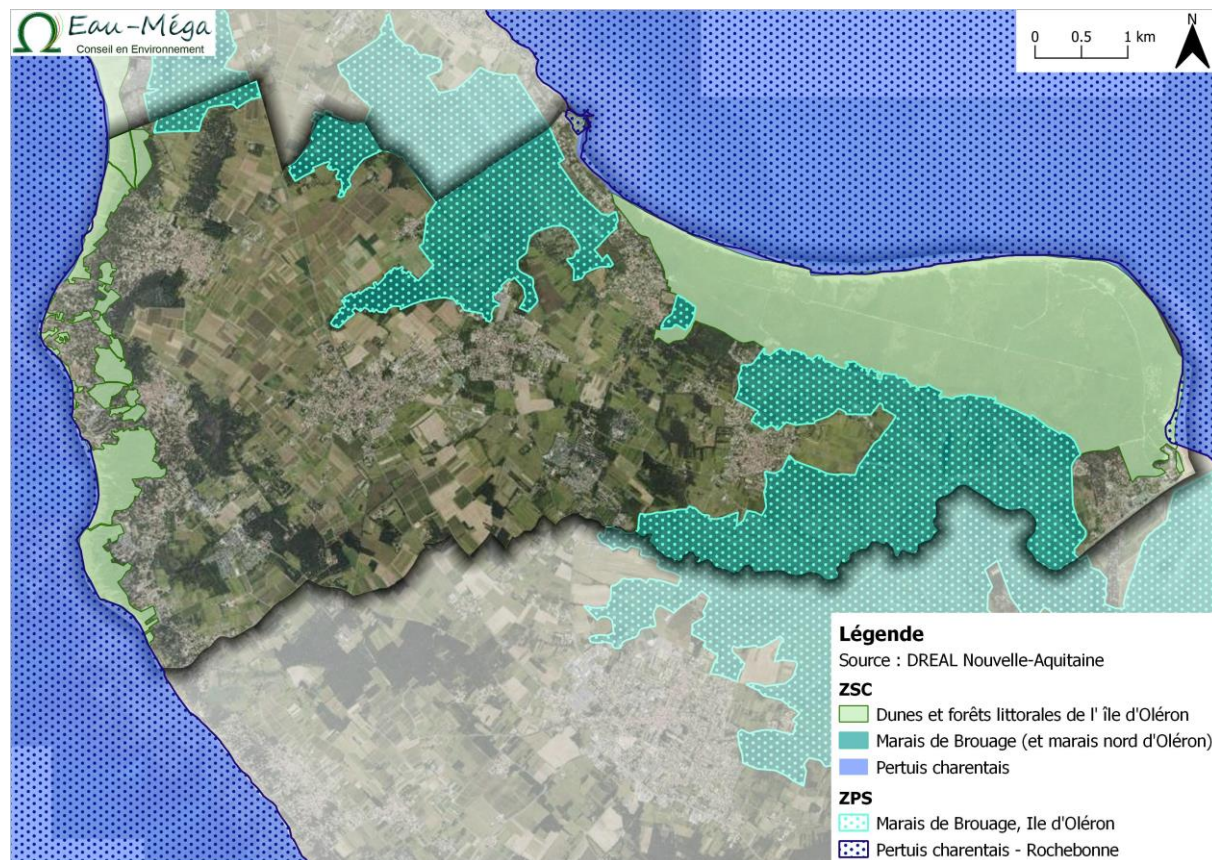 Eau-Méga
Conseil en Environnement
0 0.5 1 km
N
Légende
Source : DREAL Nouvelle-Aquitaine
ZSC
Dunes et forêts littorales de l' île d'Oléron
Marais de Brouage (et marais nord d'Oléron)
Pertuis charentais
ZPS
Marais de Brouage, Ile d'Oléron
Pertuis charentais - Rochebonne